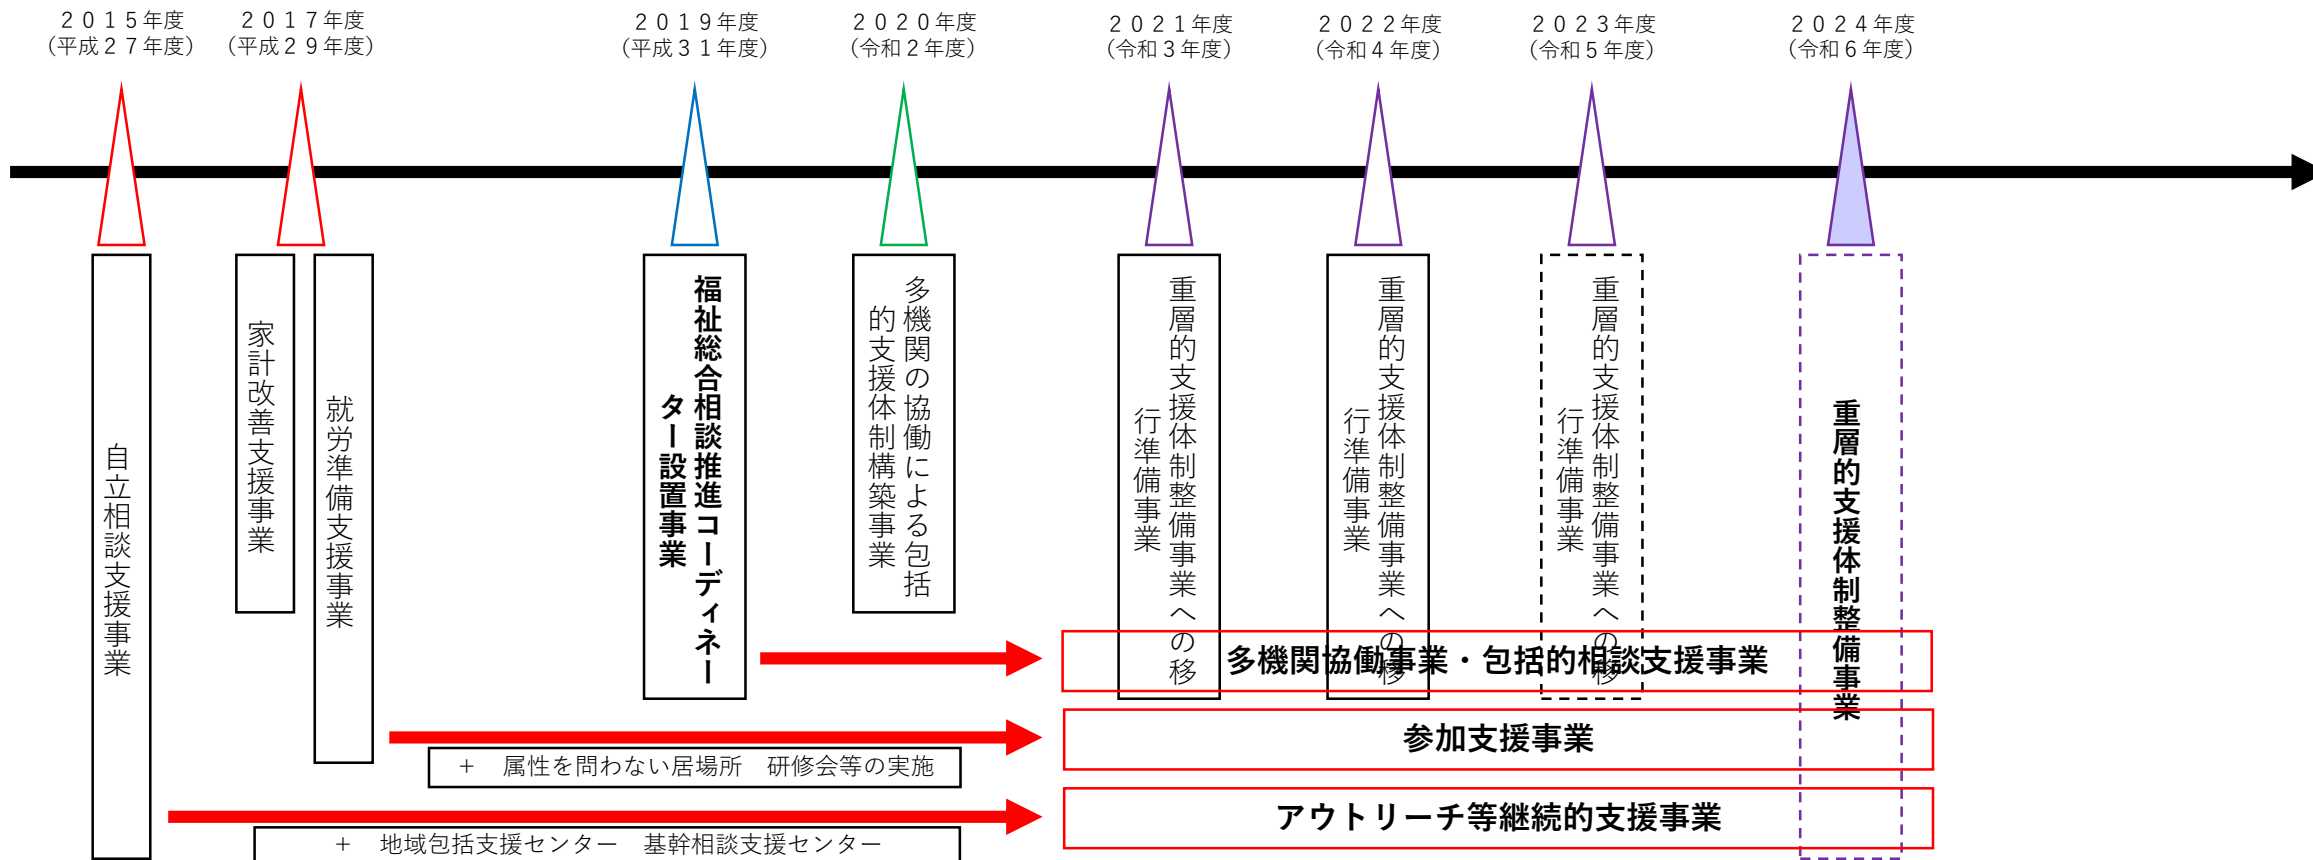 ２０１５年度
（平成２７年度）
２０１７年度
（平成２９年度）
２０１９年度
（平成３１年度）
２０２０年度
（令和２年度）
２０２１年度
（令和３年度）
２０２２年度
（令和４年度）
２０２３年度
（令和５年度）
２０２４年度
（令和６年度）
自立相談支援事業
家計改善支援事業
就労準備支援事業
福祉総合相談推進コーディネー
ター設置事業
多機関の協働による包括
的支援体制構築事業
重層的支援体制整備事業への移
行準備事業
重層的支援体制整備事業への移
行準備事業
重層的支援体制整備事業への移
行準備事業
重層的支援体制整備事業
多機関協働事業・包括的相談支援事業
参加支援事業
＋　属性を問わない居場所　研修会等の実施
アウトリーチ等継続的支援事業
＋　地域包括支援センター　基幹相談支援センター